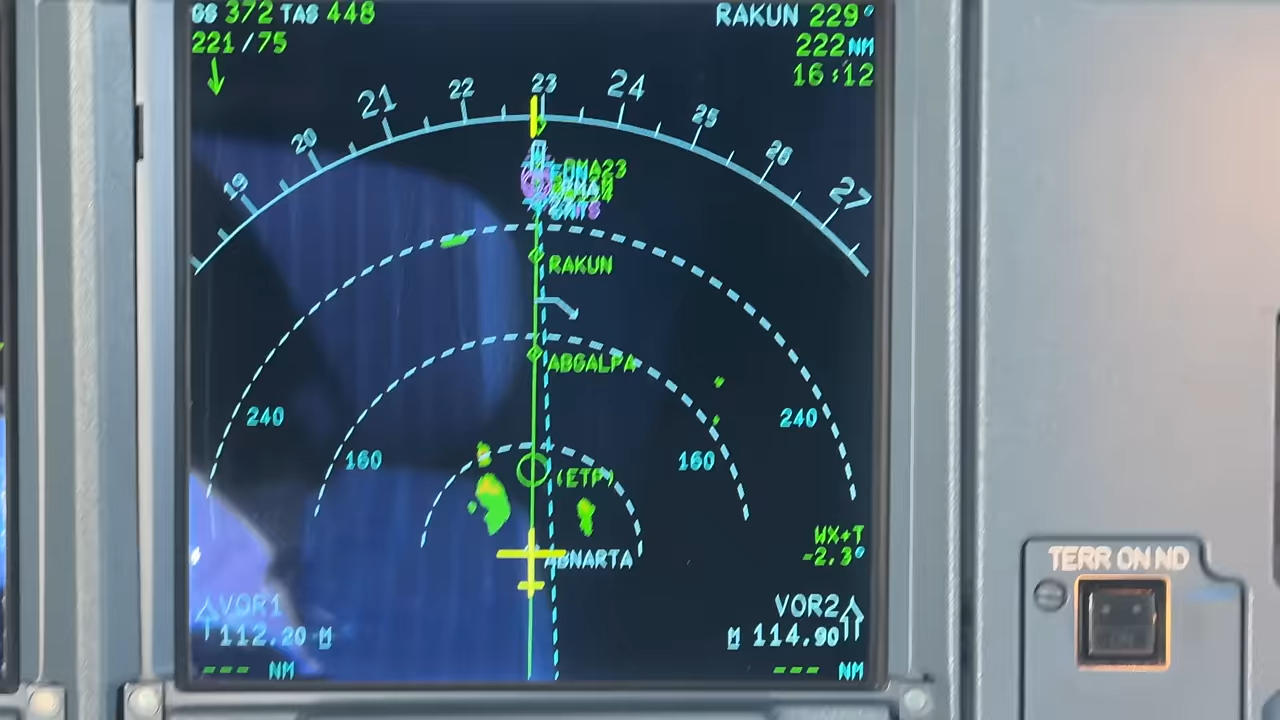 GS 372 TAS 448
221/75
RAKUN 229°
222NM
16:12
19
20
21
22
23
24
25
26
27
RAKUN
ABGALPA
240
240
160
160
(ETP)
WX+T
-2.3°
ABNARTA
VOR1
112.20 M
--- NM
VOR2
M 114.90
--- NM
TERR ON ND